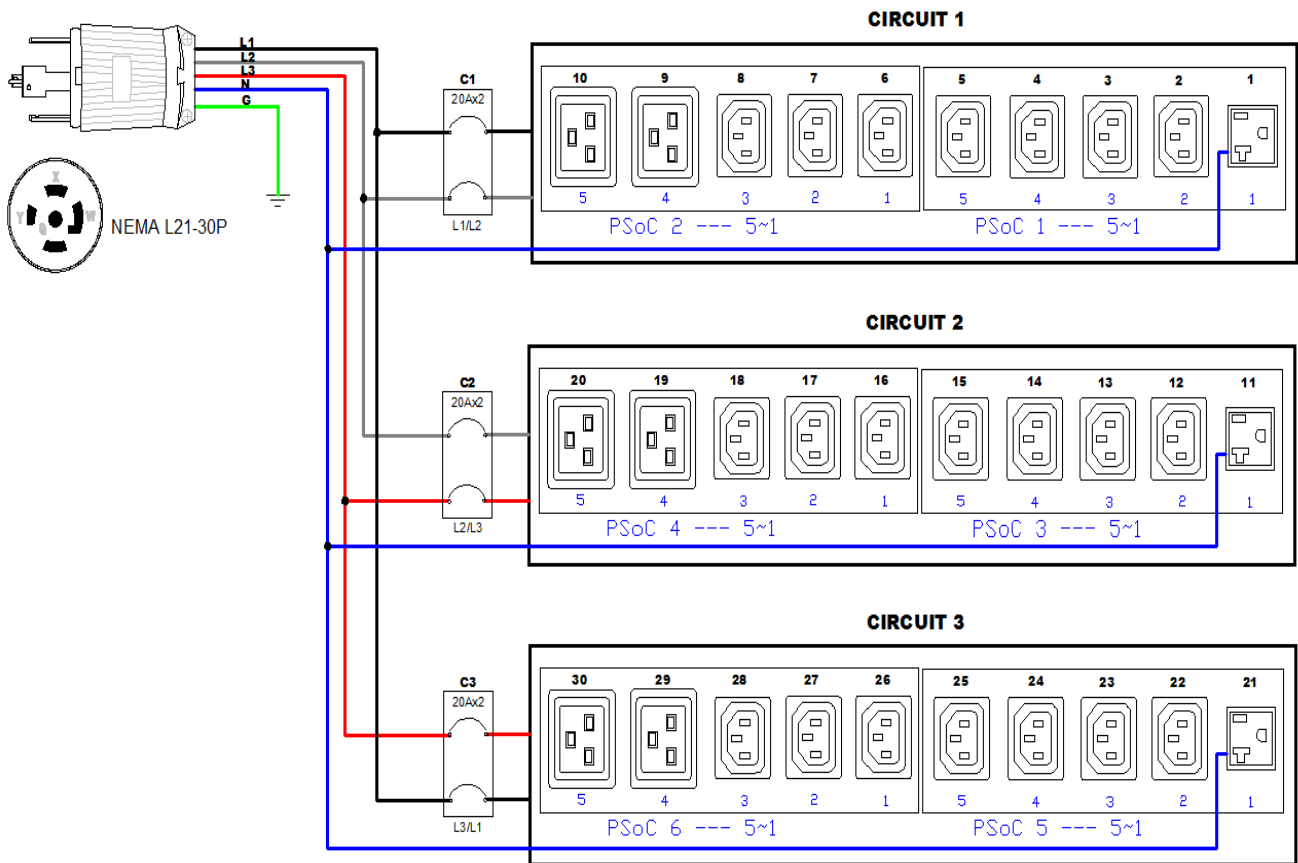 CIRCUIT 1
L1
L2
L3
N
G
X
Y
W
G
NEMA L21-30P
C1
20Ax2
L1/L2
10 9 8 7 6 5 4 3 2 1
5 4 3 2 1 5 4 3 2 1
PSoC 2 --- 5~1 PSoC 1 --- 5~1
CIRCUIT 2
C2
20Ax2
L2/L3
20 19 18 17 16 15 14 13 12 11
5 4 3 2 1 5 4 3 2 1
PSoC 4 --- 5~1 PSoC 3 --- 5~1
CIRCUIT 3
C3
20Ax2
L3/L1
30 29 28 27 26 25 24 23 22 21
5 4 3 2 1 5 4 3 2 1
PSoC 6 --- 5~1 PSoC 5 --- 5~1